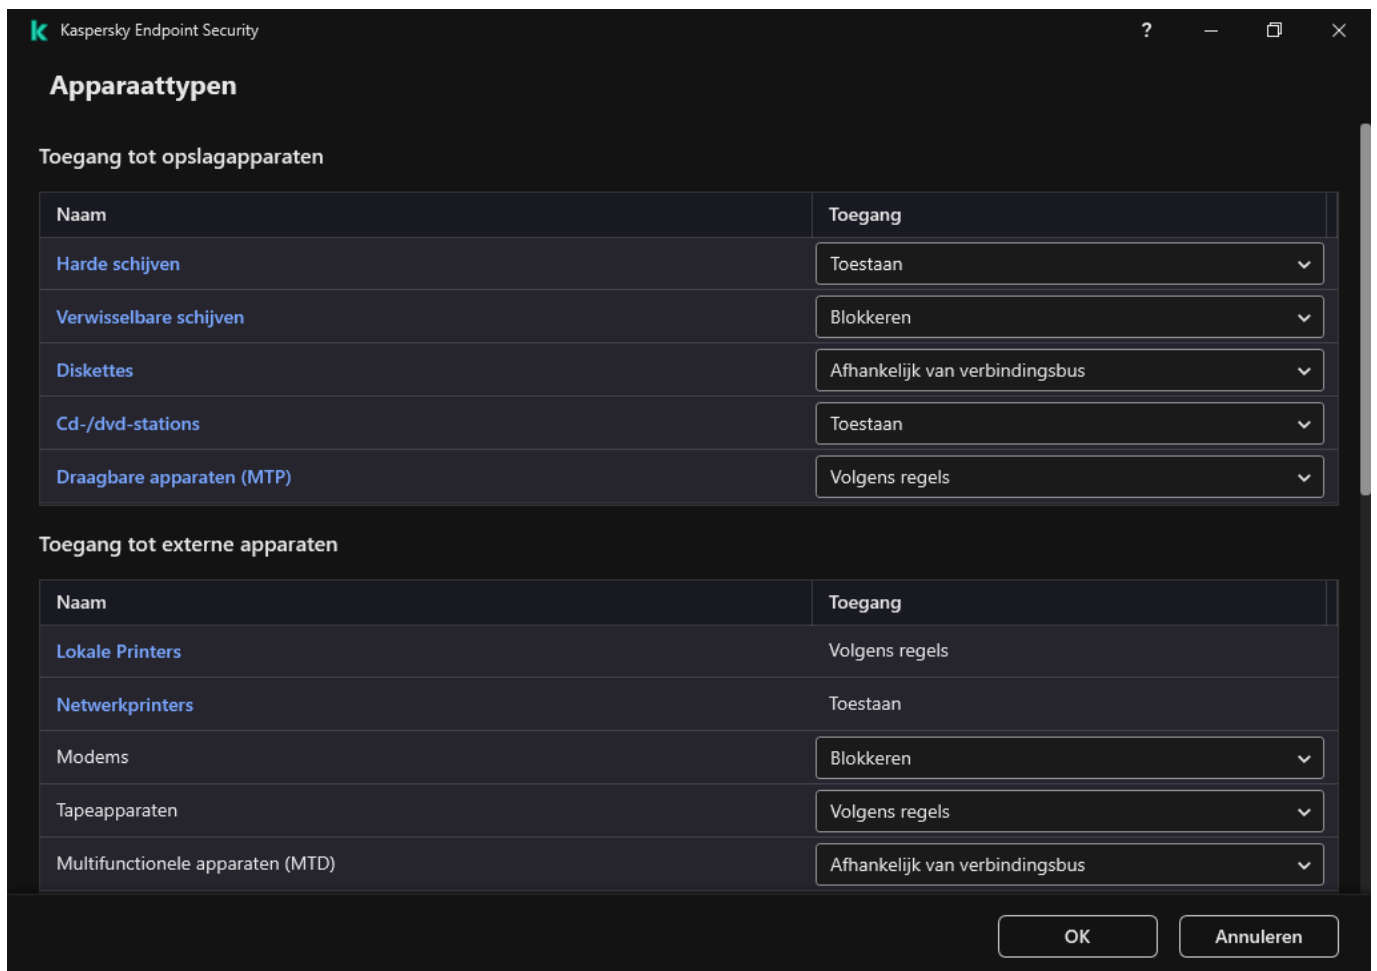 Kaspersky Endpoint Security
?
Apparaattypen
Toegang tot opslagapparaten
Naam Toegang
Harde schijven Toestaan
Verwisselbare schijven Blokkeren
Diskettes Afhankelijk van verbindingsbus
Cd-/dvd-stations Toestaan
Draagbare apparaten (MTP) Volgens regels
Toegang tot externe apparaten
Naam Toegang
Lokale Printers Volgens regels
Netwerkprinters Toestaan
Modems Blokkeren
Tapeapparaten Volgens regels
Multifunctionele apparaten (MTD) Afhankelijk van verbindingsbus
OK Annuleren